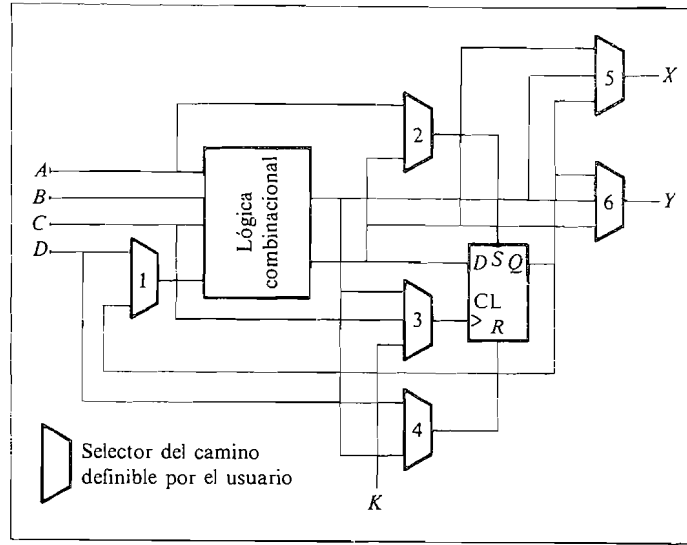 5
X
2
A
B
C
D
Lógica
combinacional
6
Y
1
D S Q
3
CL
R
4
Selector del camino
definible por el usuario
K